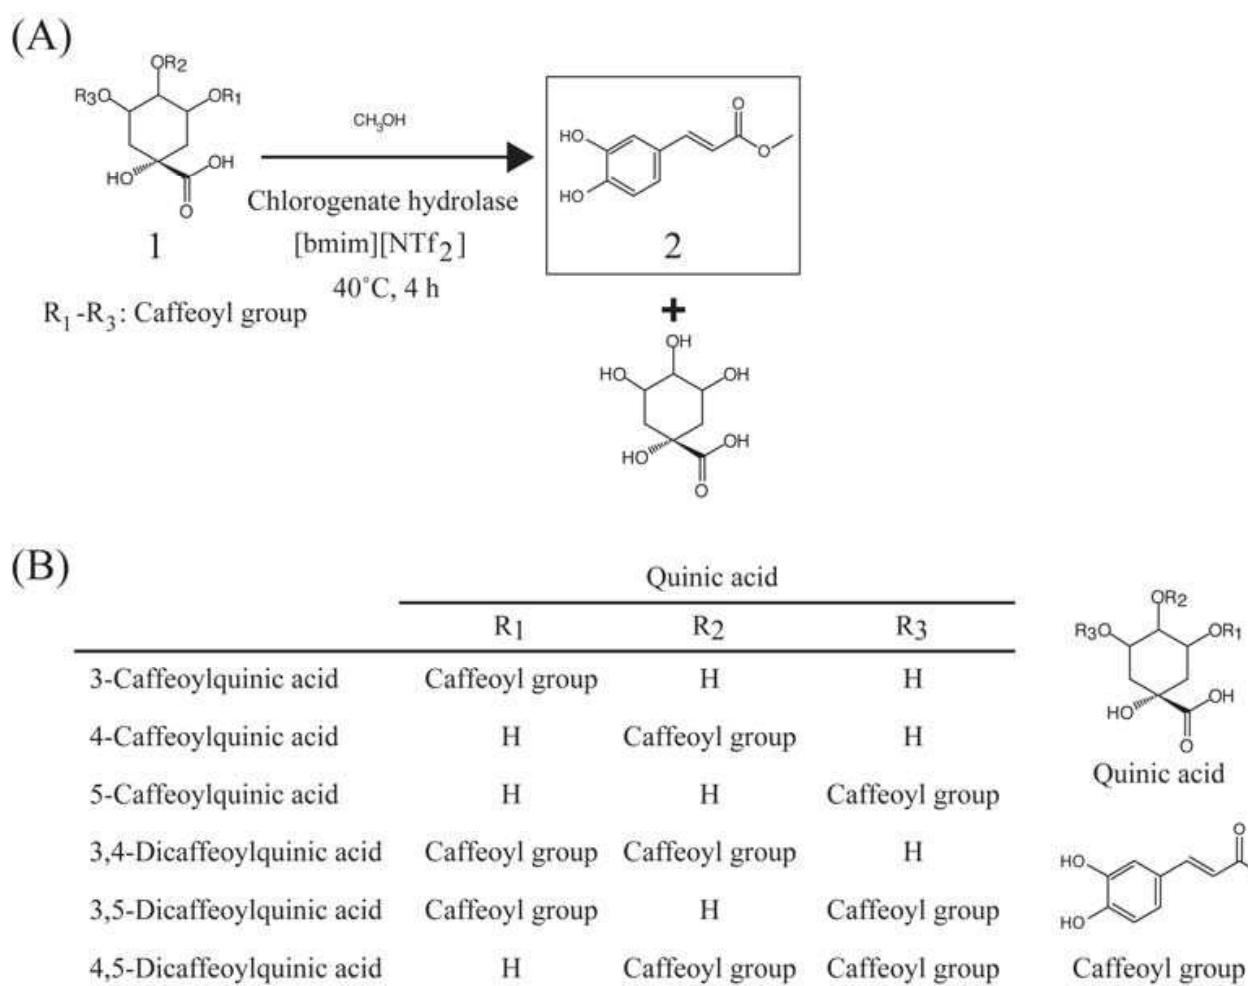 (A)
OR2
R3O OR1
HO OH
O
1
R1-R3: Caffeoyl group
CH3OH
Chlorogenate hydrolase
[bmim][NTf2]
40˚C, 4 h
O
HO
O
HO
2
+
OH
HO OH
HO OH
O
(B)
Quinic acid
R1 R2 R3
3-Caffeoylquinic acid Caffeoyl group H H
4-Caffeoylquinic acid H Caffeoyl group H
5-Caffeoylquinic acid H H Caffeoyl group
3,4-Dicaffeoylquinic acid Caffeoyl group Caffeoyl group H
3,5-Dicaffeoylquinic acid Caffeoyl group H Caffeoyl group
4,5-Dicaffeoylquinic acid H Caffeoyl group Caffeoyl group
OR2
R3O OR1
HO OH
O
Quinic acid
O
HO
HO
Caffeoyl group